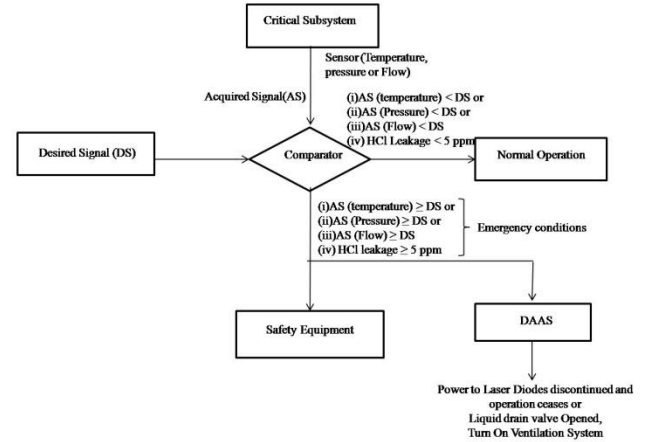 Critical Subsystem
Sensor (Temperature,
pressure or Flow)
Acquired Signal(AS)
(i)AS (temperature) < DS or
(ii)AS (Pressure) < DS or
(iii)AS (Flow) < DS
(iv) HCl Leakage < 5 ppm
Desired Signal (DS)
Comparator
Normal Operation
(i)AS (temperature) ≥ DS or
(ii)AS (Pressure) ≥ DS or
(iii)AS (Flow) ≥ DS
(iv) HCl leakage ≥ 5 ppm
Emergency conditions
Safety Equipment
DAAS
Power to Laser Diodes discontinued and
operation ceases or
Liquid drain valve Opened,
Turn On Ventilation System